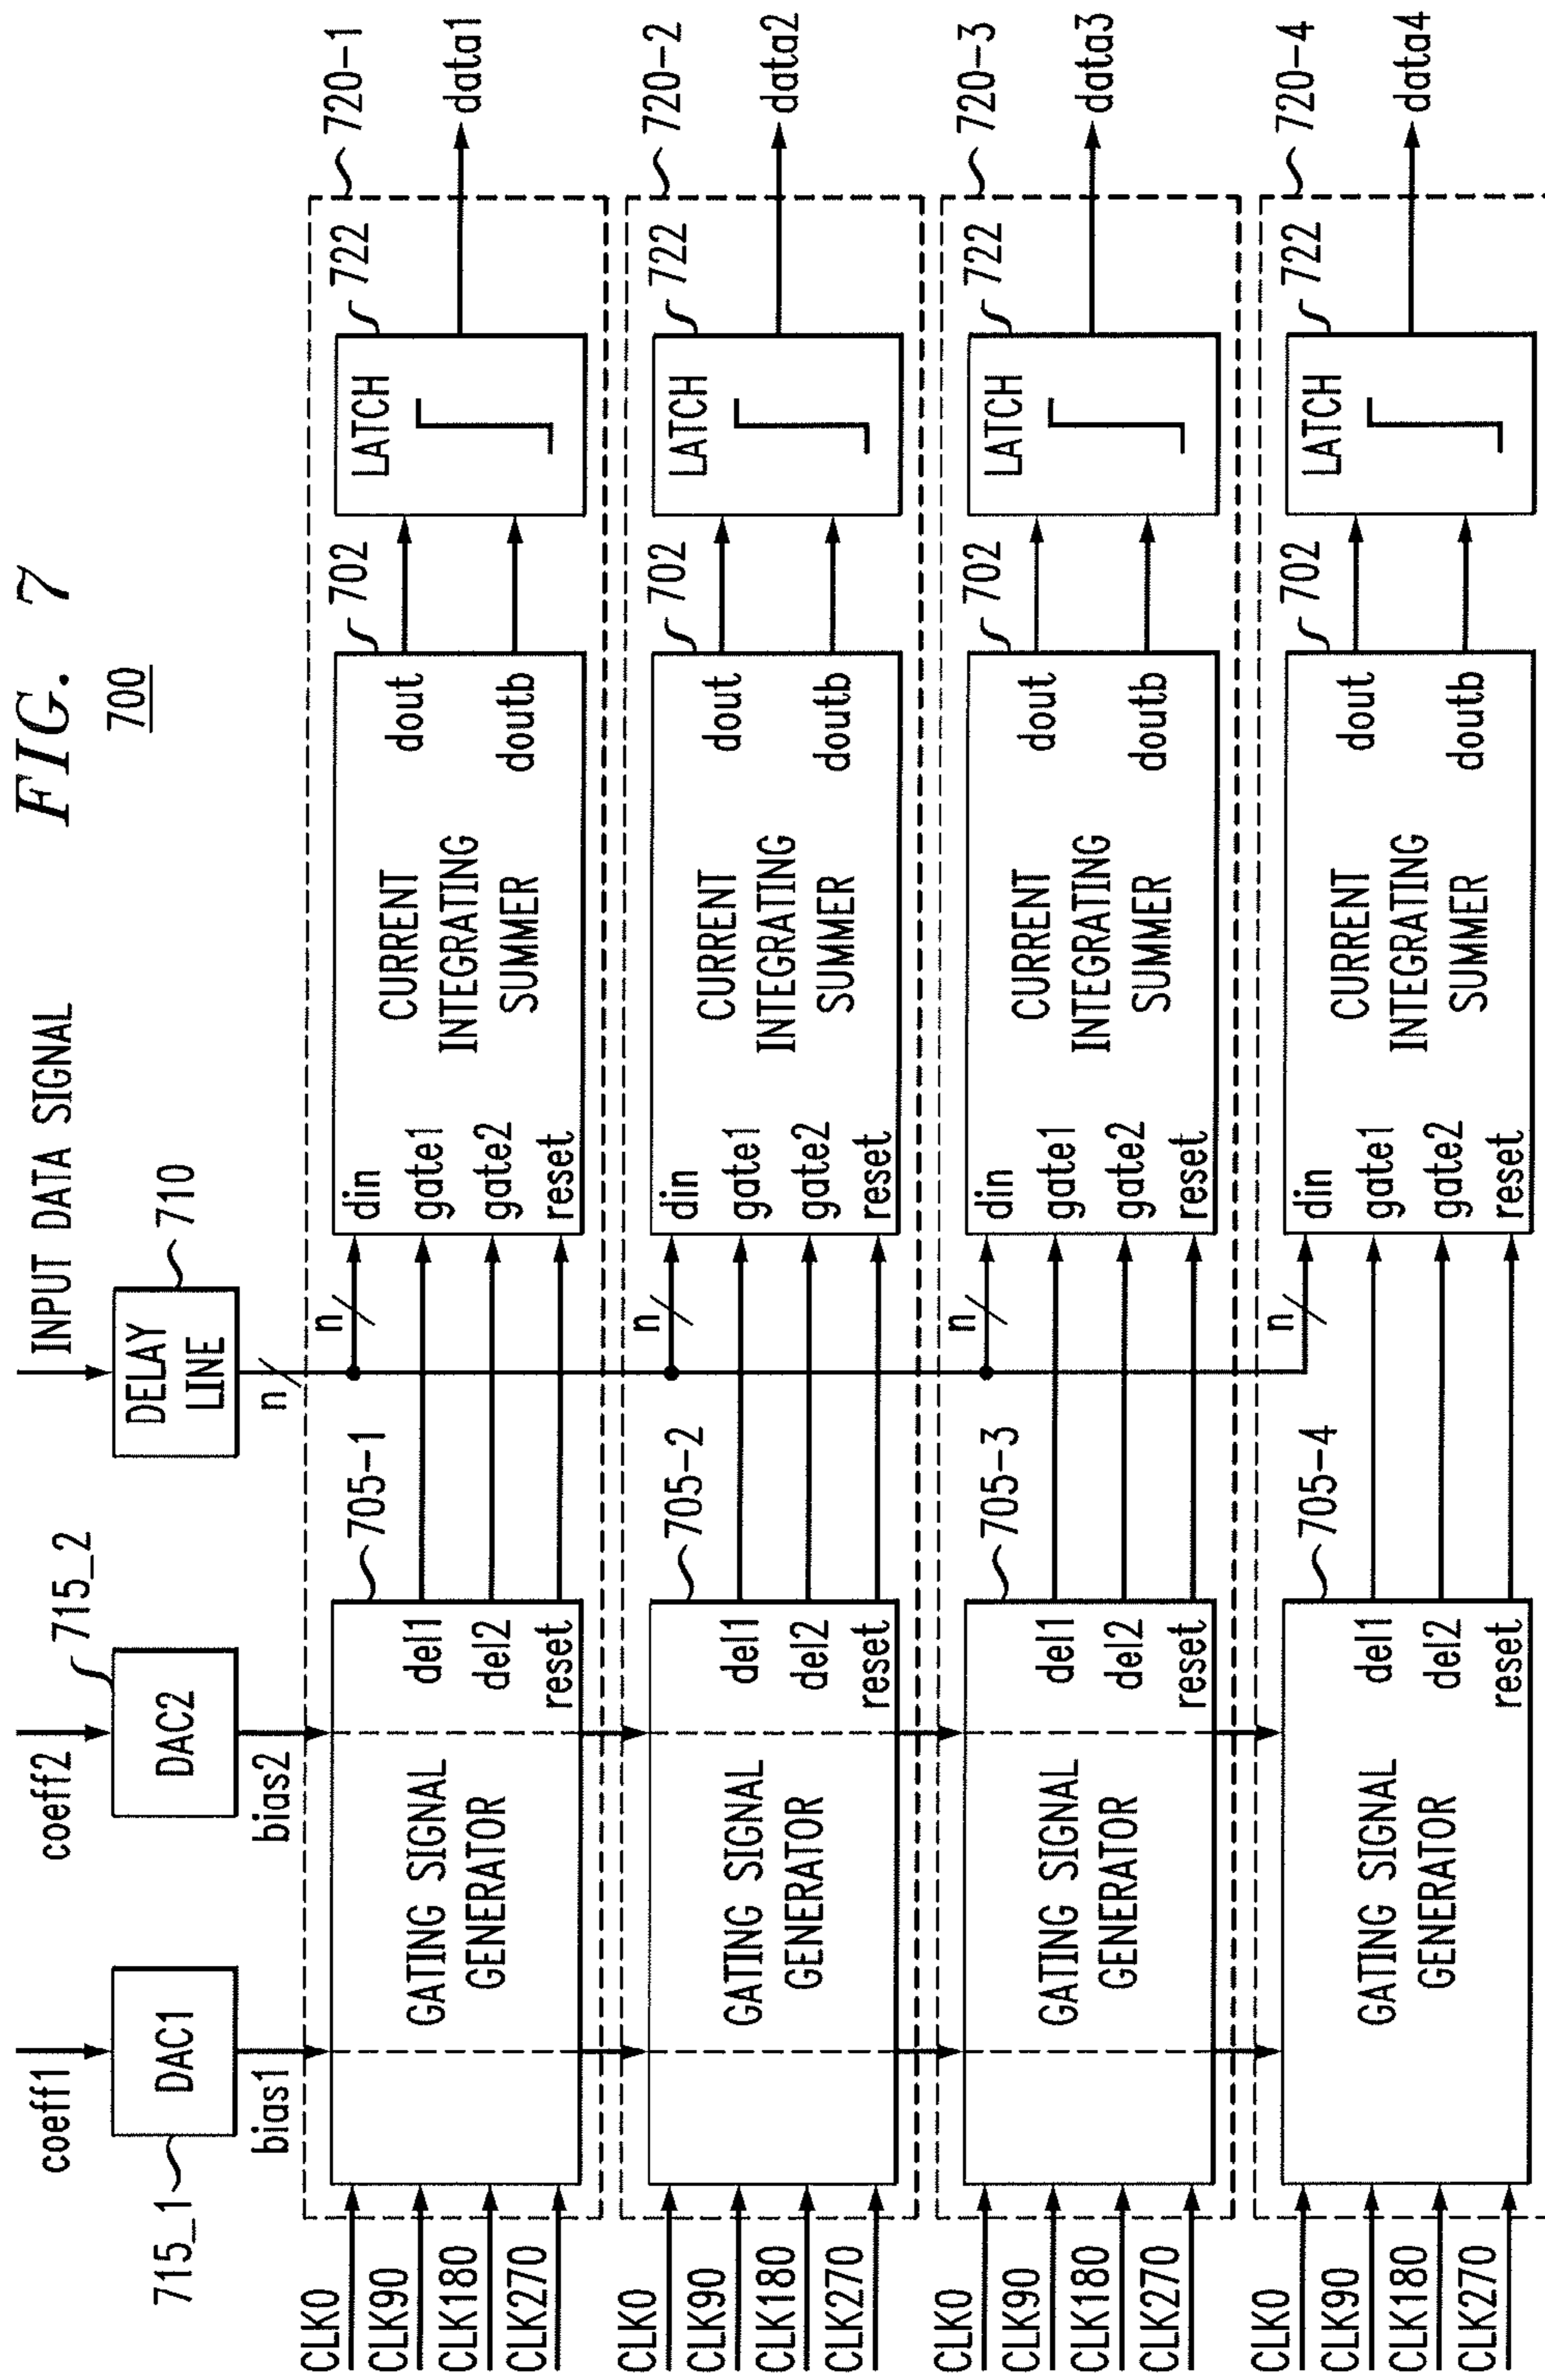 FIG. 7
700
coeff1
coeff2
INPUT DATA SIGNAL
715_1
DAC1
DAC2
715_2
DELAY
LINE
710
bias1
bias2
n
720-1
CLK0
CLK90
CLK180
CLK270
GATING SIGNAL
GENERATOR
del1
del2
reset
705-1
n
din
gate1
gate2
reset
CURRENT
INTEGRATING
SUMMER
dout
doutb
702
LATCH
722
data1
720-2
CLK0
CLK90
CLK180
CLK270
GATING SIGNAL
GENERATOR
del1
del2
reset
705-2
n
din
gate1
gate2
reset
CURRENT
INTEGRATING
SUMMER
dout
doutb
702
LATCH
722
data2
720-3
CLK0
CLK90
CLK180
CLK270
GATING SIGNAL
GENERATOR
del1
del2
reset
705-3
n
din
gate1
gate2
reset
CURRENT
INTEGRATING
SUMMER
dout
doutb
702
LATCH
722
data3
720-4
CLK0
CLK90
CLK180
CLK270
GATING SIGNAL
GENERATOR
del1
del2
reset
705-4
n
din
gate1
gate2
reset
CURRENT
INTEGRATING
SUMMER
dout
doutb
702
LATCH
722
data4